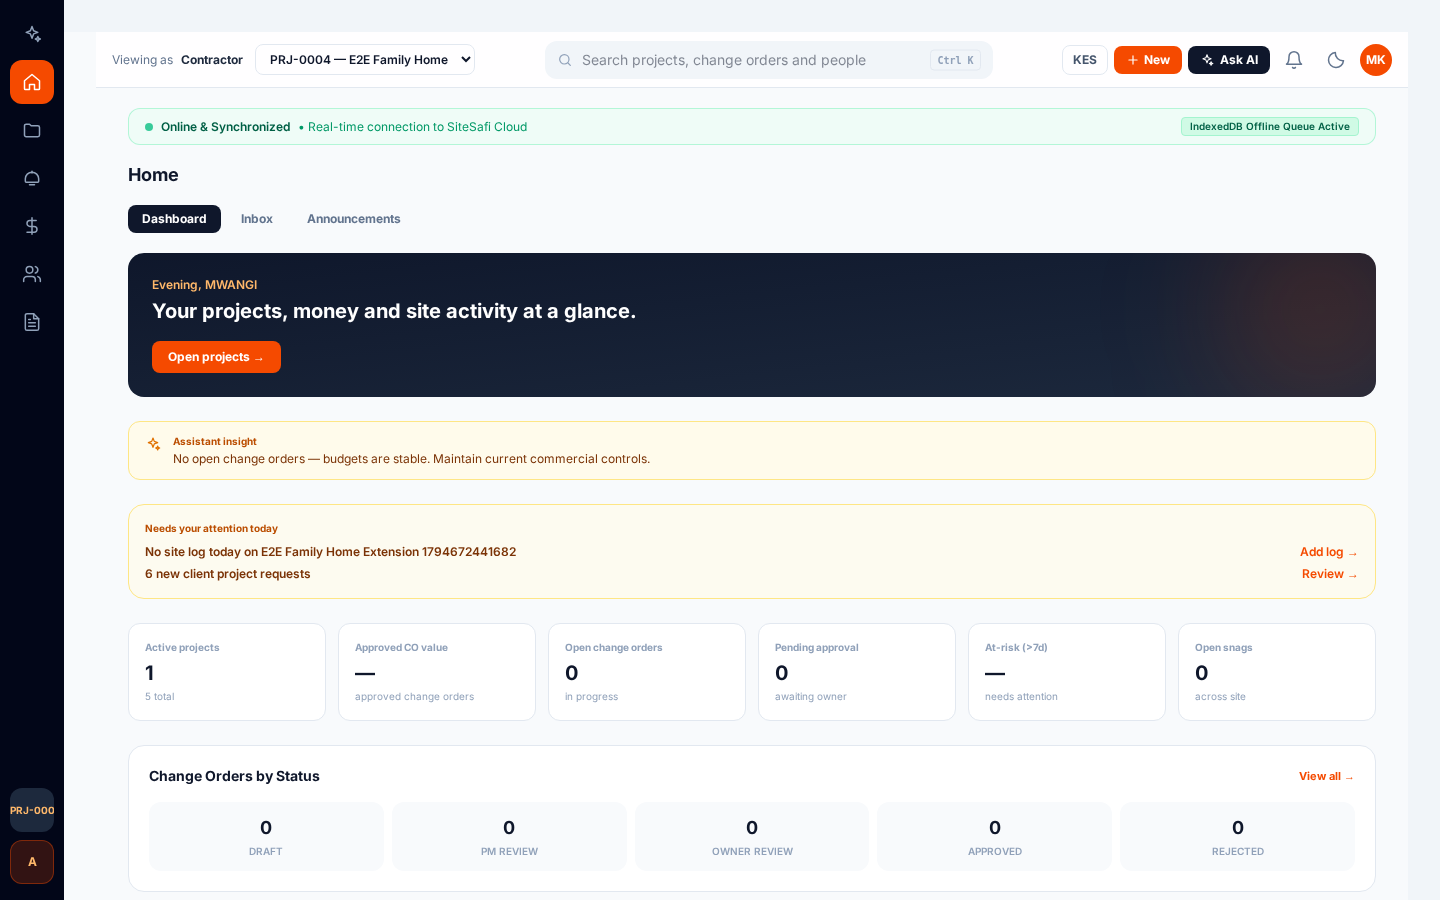 Viewing as Contractor
PRJ-0004 — E2E Family Home
Search projects, change orders and people
Ctrl K
KES
New
Ask AI
MK
Online & Synchronized • Real-time connection to SiteSafi Cloud
IndexedDB Offline Queue Active
Home
Dashboard
Inbox
Announcements
Evening, MWANGI
Your projects, money and site activity at a glance.
Open projects →
Assistant insight
No open change orders — budgets are stable. Maintain current commercial controls.
Needs your attention today
No site log today on E2E Family Home Extension 1794672441682
Add log →
6 new client project requests
Review →
Active projects
1
5 total
Approved CO value
—
approved change orders
Open change orders
0
in progress
Pending approval
0
awaiting owner
At-risk (>7d)
—
needs attention
Open snags
0
across site
Change Orders by Status
View all →
0
DRAFT
0
PM REVIEW
0
OWNER REVIEW
0
APPROVED
0
REJECTED
PRJ-000
A